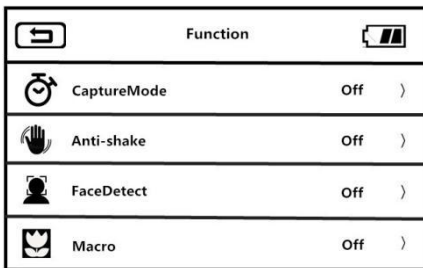 Function
CaptureMode Off
Anti-shake Off
FaceDetect Off
Macro Off